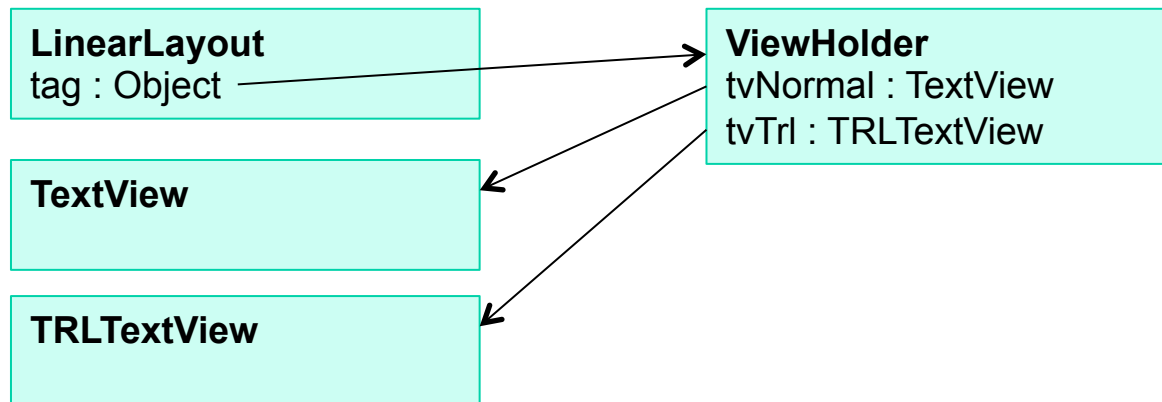 LinearLayout
tag : Object
ViewHolder
tvNormal : TextView
tvTrl : TRLTextView
TextView
TRLTextView